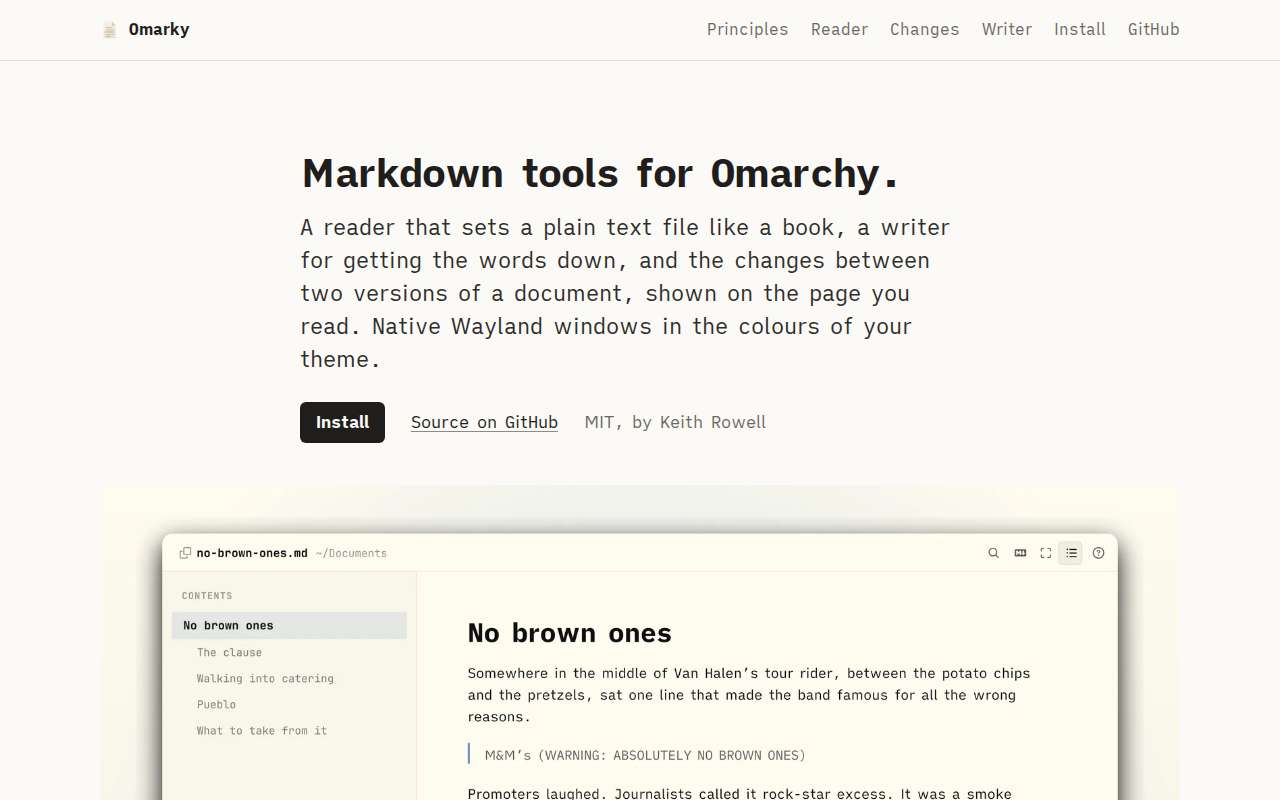 Omarky
Principles Reader Changes Writer Install GitHub
Markdown tools for Omarchy.
A reader that sets a plain text file like a book, a writer
for getting the words down, and the changes between
two versions of a document, shown on the page you
read. Native Wayland windows in the colours of your
theme.
Install Source on GitHub MIT, by Keith Rowell
no-brown-ones.md ~/Documents
CONTENTS
No brown ones
The clause
Walking into catering
Pueblo
What to take from it
No brown ones
Somewhere in the middle of Van Halen’s tour rider, between the potato chips
and the pretzels, sat one line that made the band famous for all the wrong
reasons.
M&M’s (WARNING: ABSOLUTELY NO BROWN ONES)
Promoters laughed. Journalists called it rock-star excess. It was a smoke